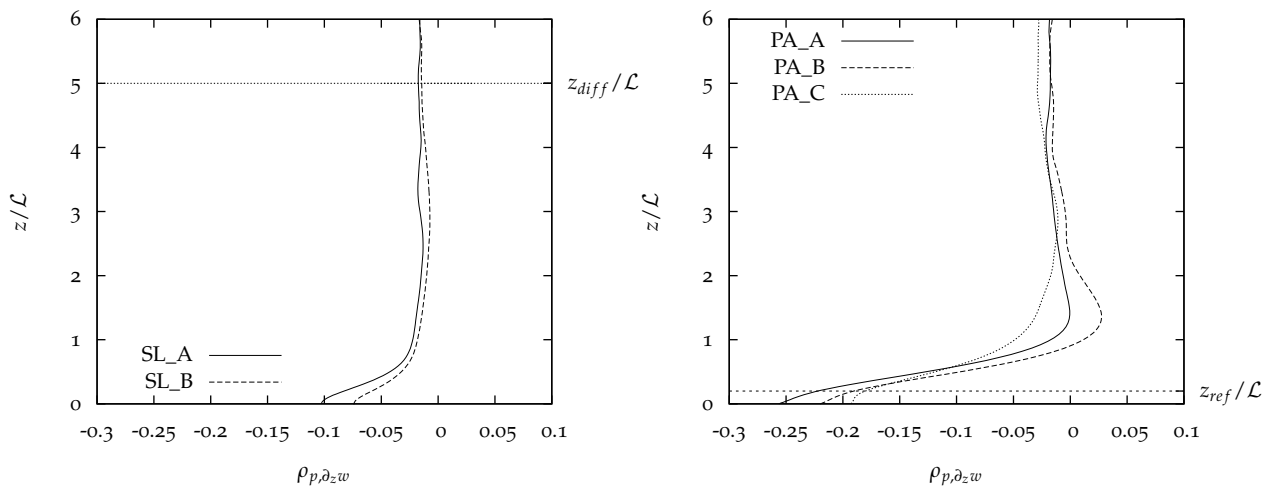 6
5
4
3
2
1
0
z/ℒ
-0.3 -0.25 -0.2 -0.15 -0.1 -0.05 0 0.05 0.1
ρ_{p,∂_z w}
z_{diff}/ℒ
SL_A
SL_B
6
5
4
3
2
1
0
z/ℒ
-0.3 -0.25 -0.2 -0.15 -0.1 -0.05 0 0.05 0.1
ρ_{p,∂_z w}
PA_A
PA_B
PA_C
z_{ref}/ℒ